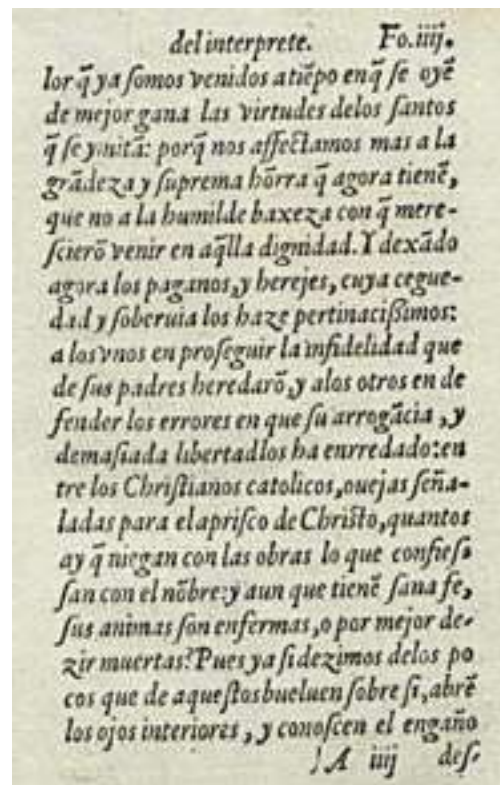 del interprete. Fo.iiij.
lor q̃ ya ſomos venidos atiẽpo enq̃ ſe oyẽ
de mejor gana las virtudes delos ſantos
q̃ ſe ymitã: porq̃ nos affectamos mas a la
grãdeza y ſuprema hõrra q̃ agora tienẽ,
que no a la humilde baxeza con q̃ mere-
ſcierõ venir en aq̃lla dignidad. Y dexãdo
agora los paganos, y herejes, cuya cegue-
dad y ſoberuia los haze pertinacißimos:
a los vnos en proſeguir la infidelidad que
de ſus padres heredarõ, y alos otros en de
fender los errores en que ſu arrogãcia , y
demaſiada libertad los ha enrredado: en
tre los Chriſtianos catolicos, ouejas ſeña-
ladas para el apriſco de Chriſto, quantos
ay q̃ niegan con las obras lo que confieſ-
ſan con el nõbre: y aun que tienẽ ſana fe,
ſus animas ſon enfermas, o por mejor de-
zir muertas? Pues ya ſi dezimos delos po
cos que de aqueſtos bueluen ſobre ſi, abrẽ
los ojos interiores , y conoſcen el engaño
A iiij deſ-